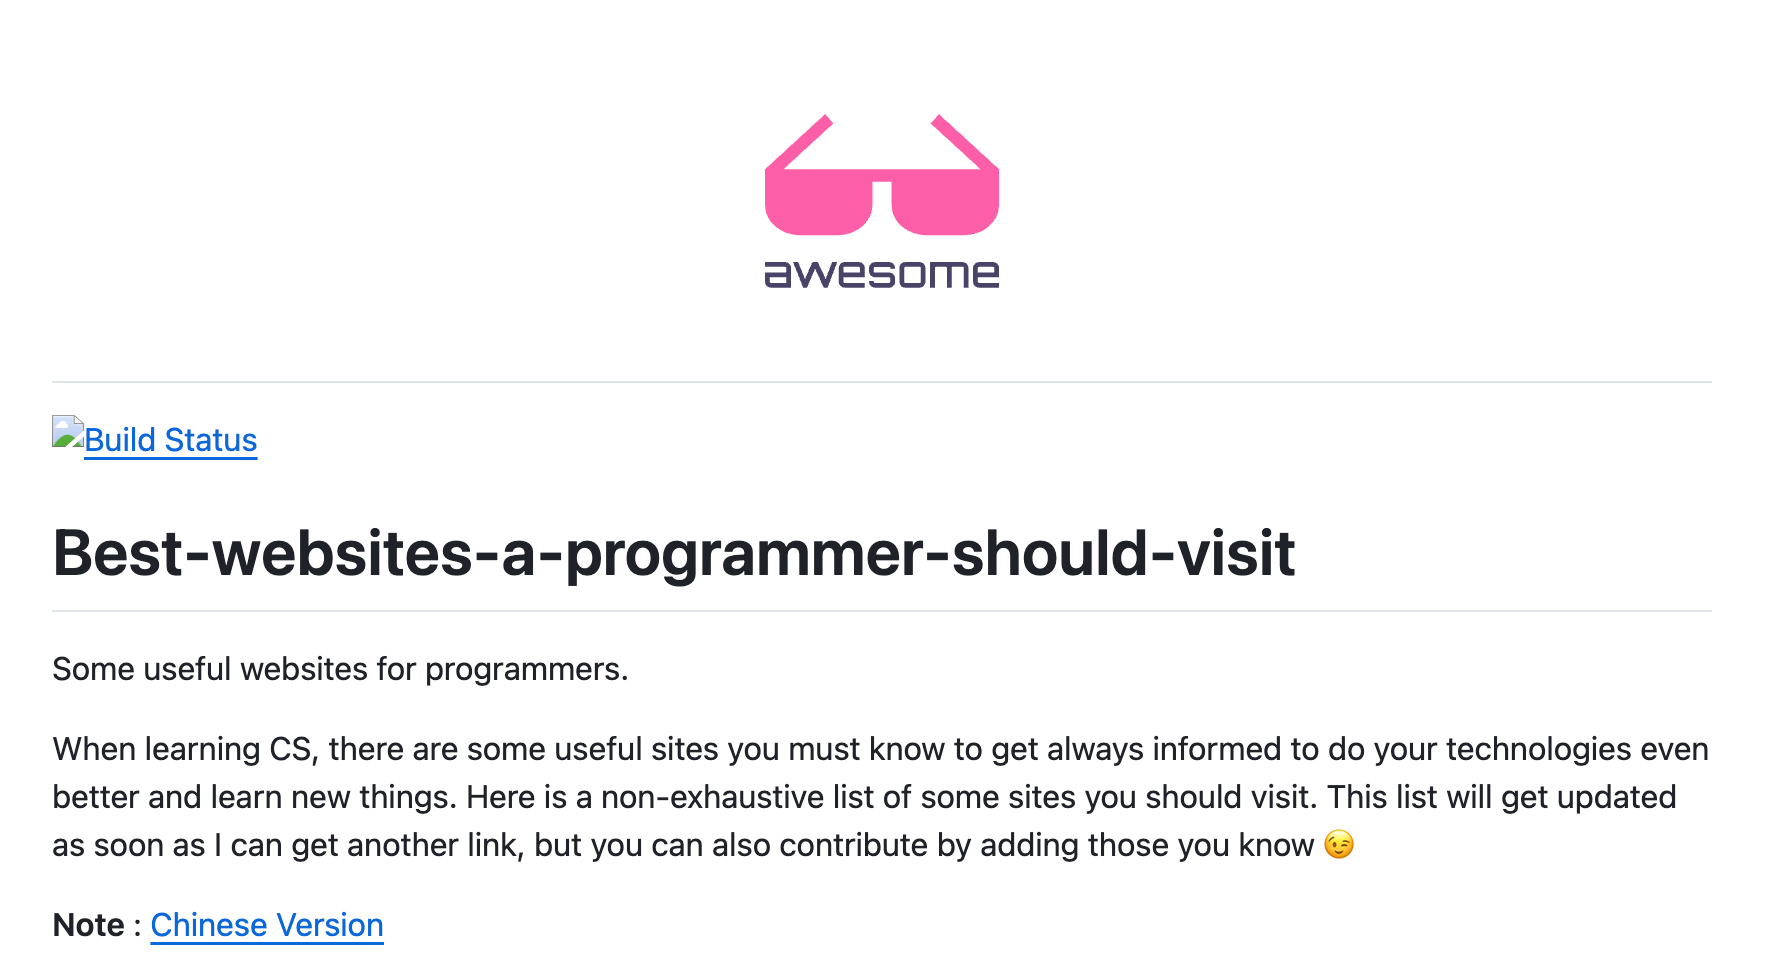 awesome
Build Status
Best-websites-a-programmer-should-visit
Some useful websites for programmers.
When learning CS, there are some useful sites you must know to get always informed to do your technologies even
better and learn new things. Here is a non-exhaustive list of some sites you should visit. This list will get updated
as soon as I can get another link, but you can also contribute by adding those you know 😉
Note : Chinese Version